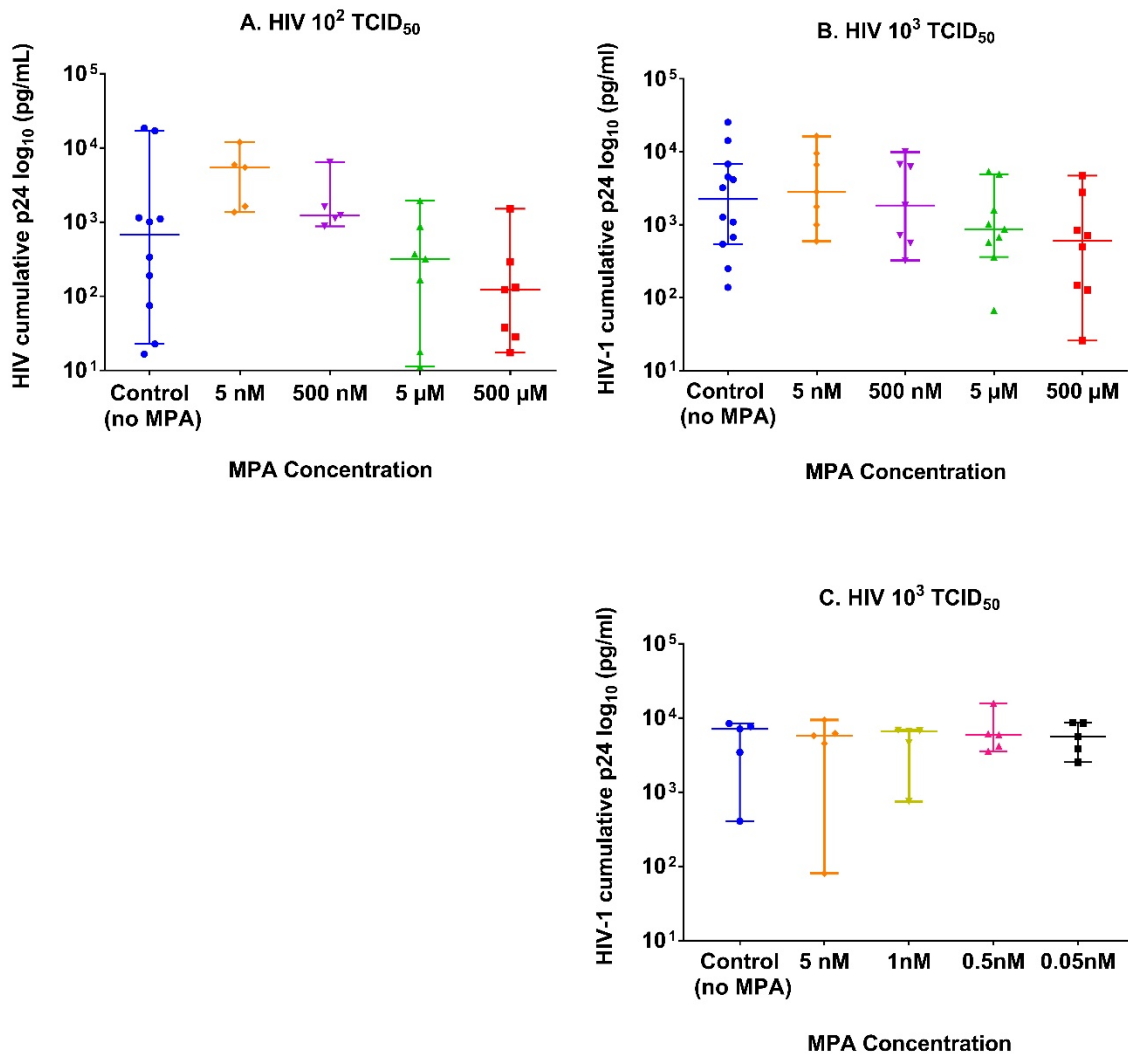 A. HIV 10² TCID₅₀
HIV cumulative p24 log₁₀ (pg/mL)
10⁵
10⁴
10³
10²
10¹
Control 5 nM 500 nM 5 µM 500 µM
(no MPA)
MPA Concentration
B. HIV 10³ TCID₅₀
HIV-1 cumulative p24 log₁₀ (pg/ml)
10⁵
10⁴
10³
10²
10¹
Control 5 nM 500 nM 5 µM 500 µM
(no MPA)
MPA Concentration
C. HIV 10³ TCID₅₀
HIV-1 cumulative p24 log₁₀ (pg/ml)
10⁵
10⁴
10³
10²
10¹
Control 5 nM 1nM 0.5nM 0.05nM
(no MPA)
MPA Concentration